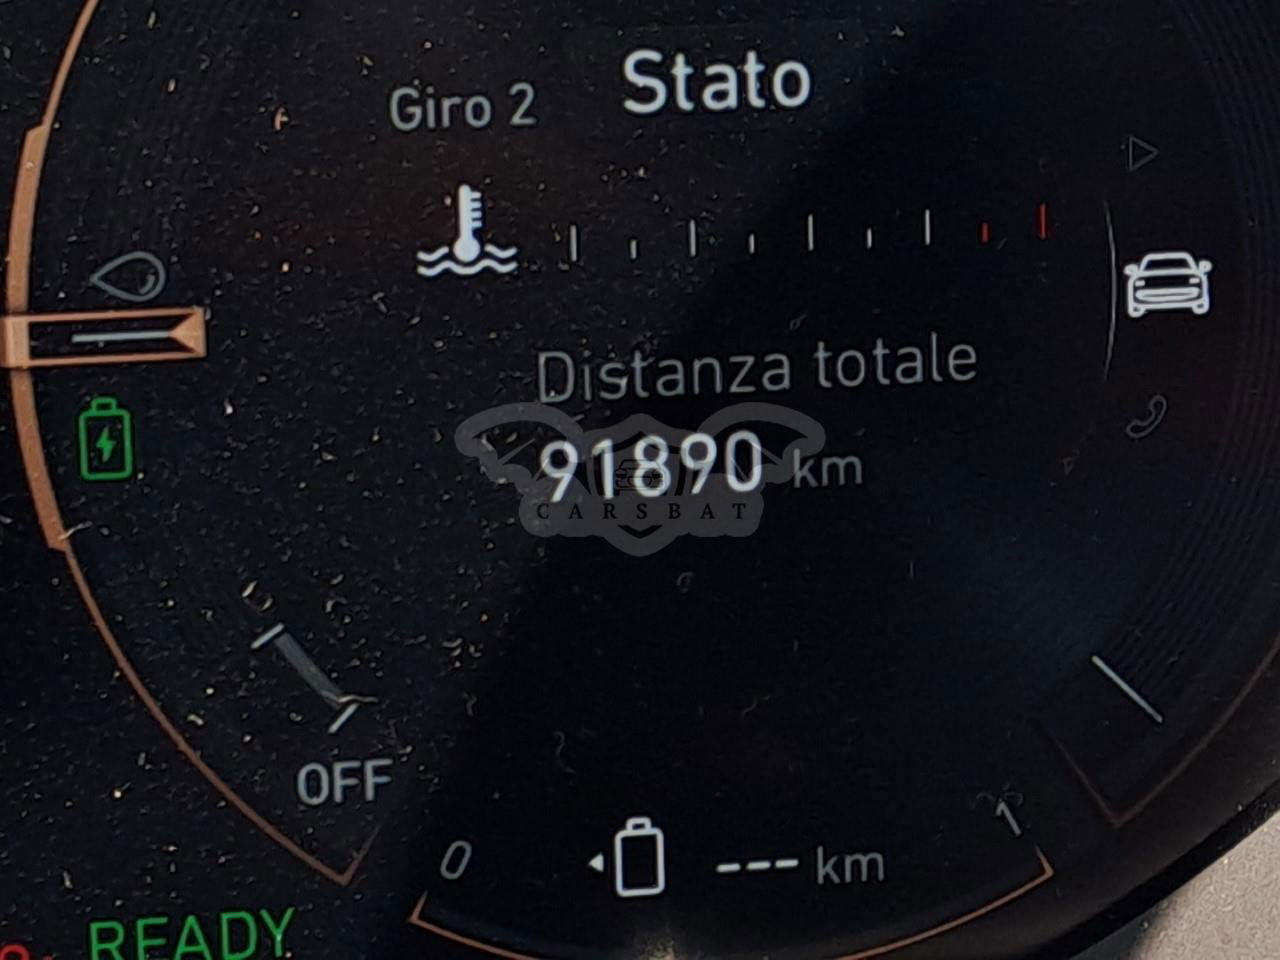 Giro 2
Stato
Distanza totale
91890 km
CARSBAT
OFF
0
1
--- km
READY